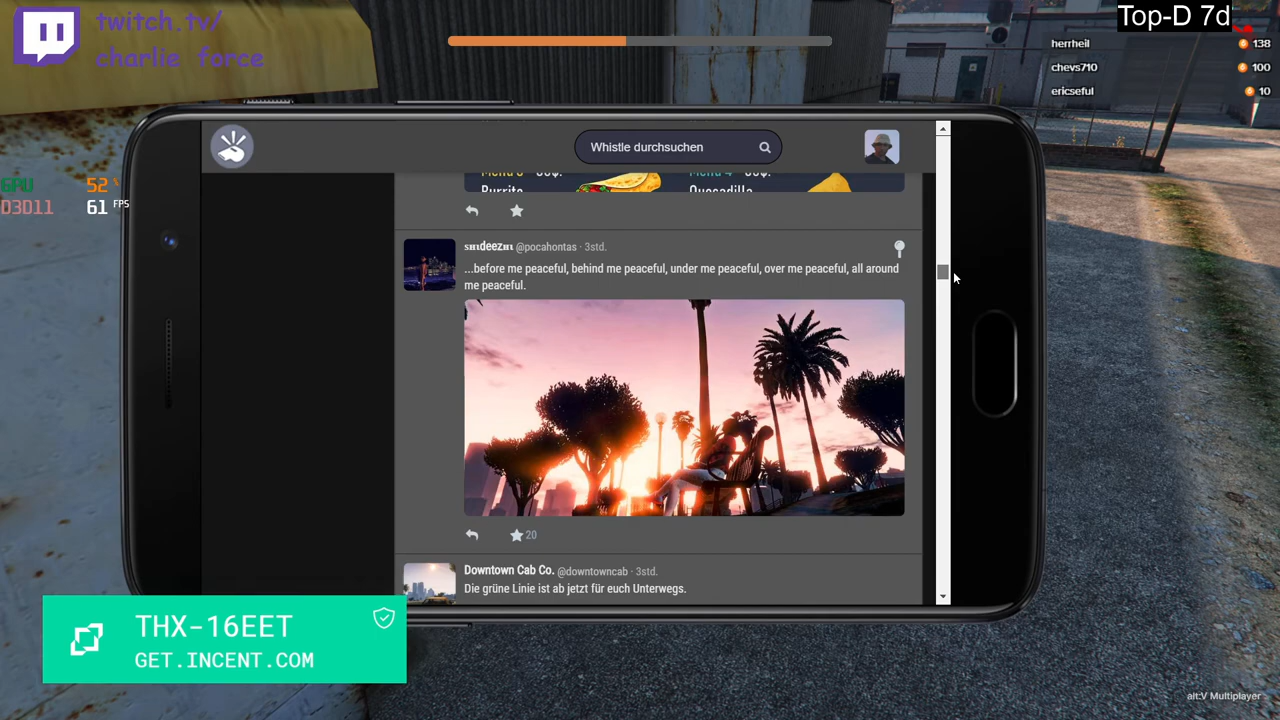 twitch.tv/
charlie force
Top-D 7d
herrheil 138
chevs710 100
ericseful 10
GPU 52 %
D3D11 61 FPS
Whistle durchsuchen
Burrito
Quesadilla
sındeezın @pocahontas · 3std.
...before me peaceful, behind me peaceful, under me peaceful, over me peaceful, all around
me peaceful.
20
Downtown Cab Co. @downtowncab · 3std.
Die grüne Linie ist ab jetzt für euch Unterwegs.
THX-16EET
GET.INCENT.COM
alt:V Multiplayer